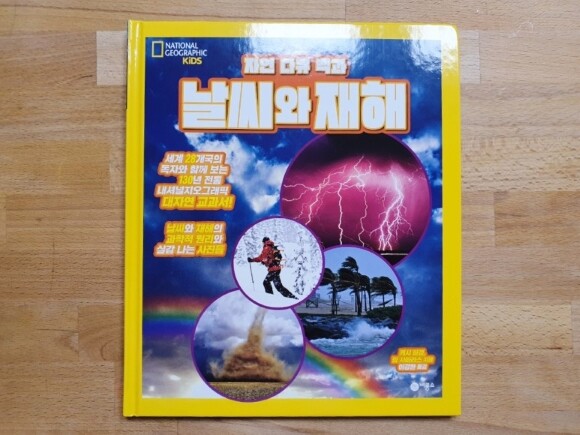 NATIONAL
GEOGRAPHIC
KiDS
자연 다큐 백과
날씨와 재해
세계 28개국의
독자와 함께 보는
130년 전통
내셔널지오그래픽
대자연 교과서!
날씨와 재해의
과학적 원리와
실감 나는 사진들
비룡소